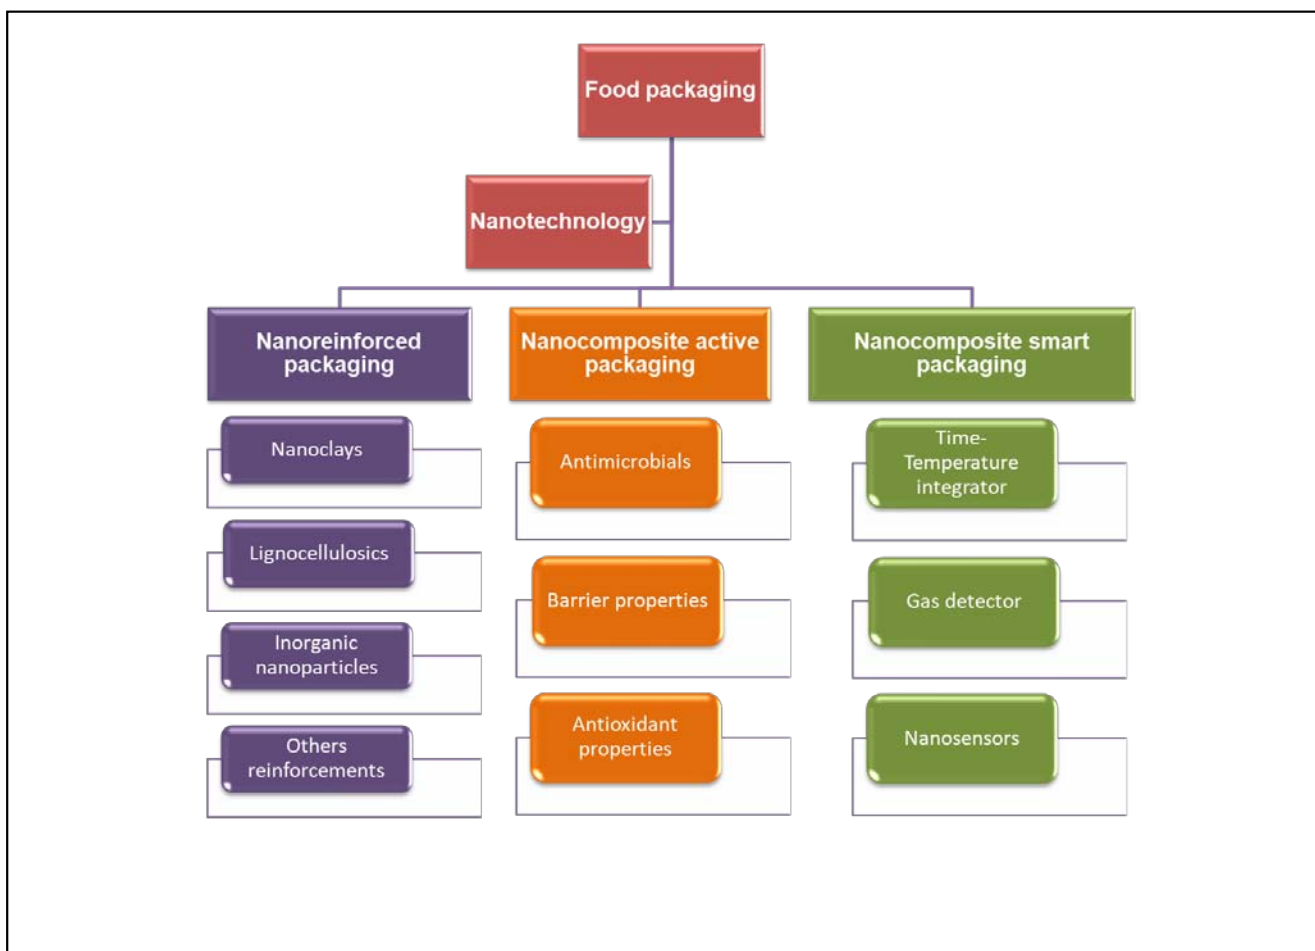 Food packaging
Nanotechnology
Nanoreinforced
packaging
Nanoclays
Lignocellulosics
Inorganic
nanoparticles
Others
reinforcements
Nanocomposite active
packaging
Antimicrobials
Barrier properties
Antioxidant
properties
Nanocomposite smart
packaging
Time-
Temperature
integrator
Gas detector
Nanosensors